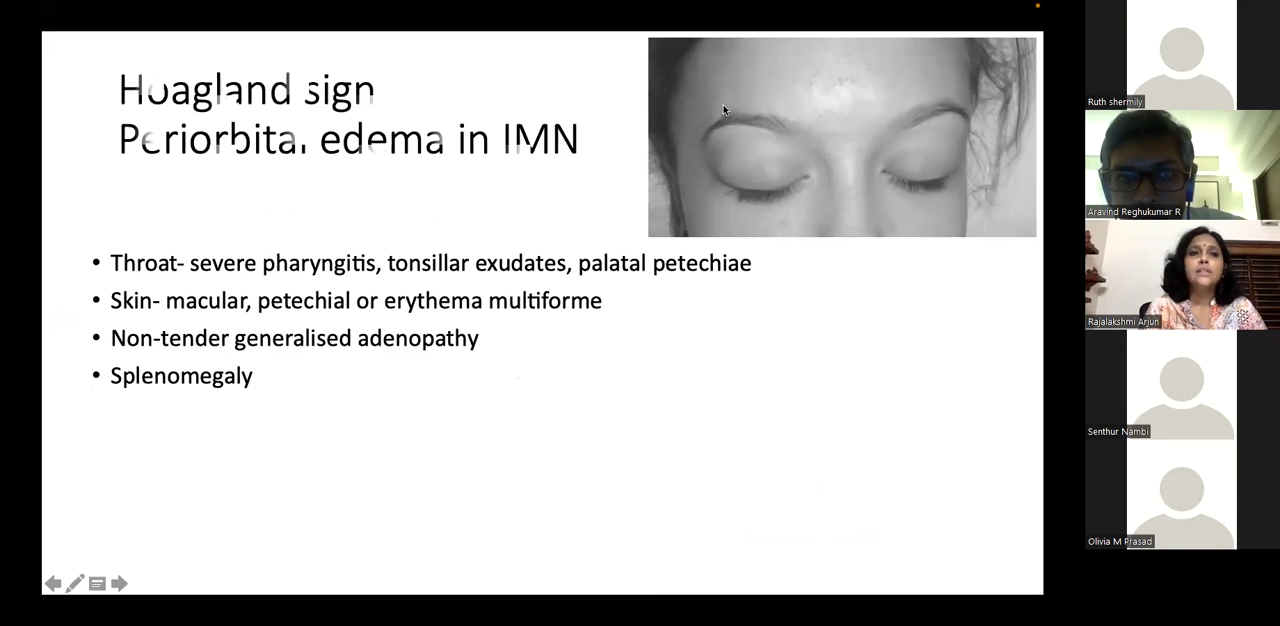 Hoagland sign
Periorbital edema in IMN
• Throat- severe pharyngitis, tonsillar exudates, palatal petechiae
• Skin- macular, petechial or erythema multiforme
• Non-tender generalised adenopathy
• Splenomegaly
Ruth shermily
Aravind Reghukumar R
Rajalakshmi Arjun
Senthur Nambi
Olivia M Prasad